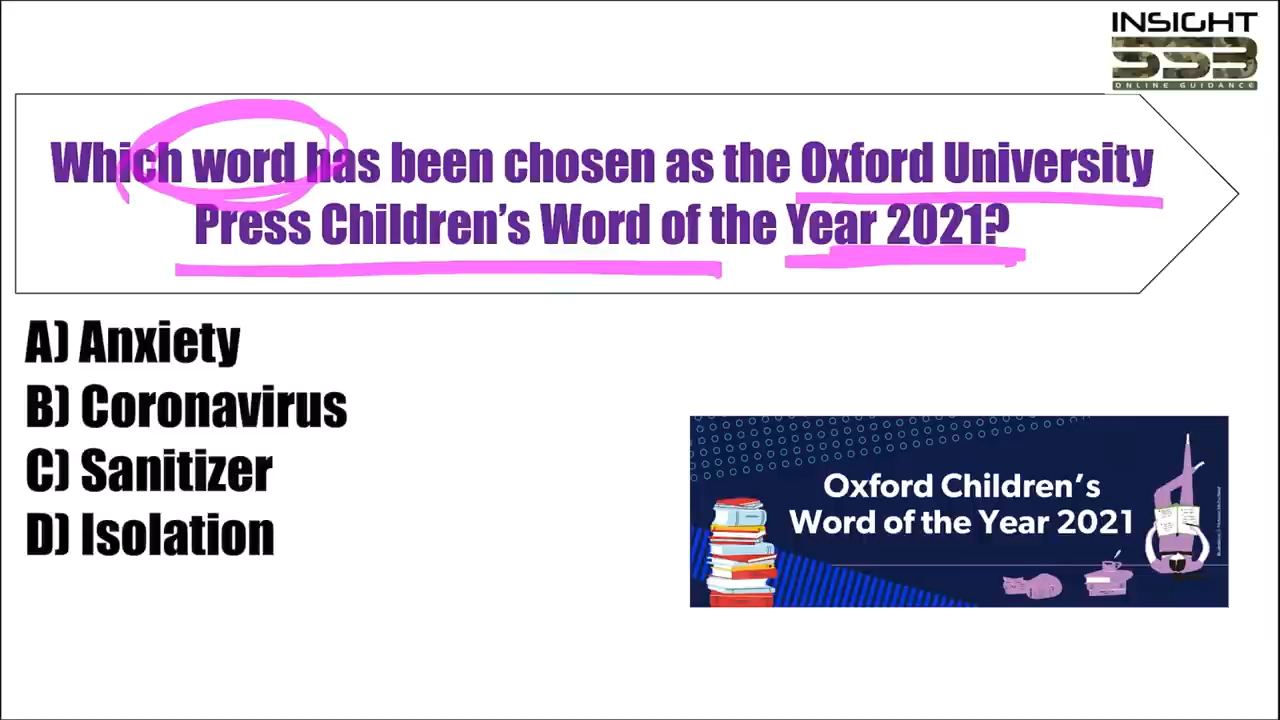 INSIGHT
SSB
ONLINE GUIDANCE
Which word has been chosen as the Oxford University
Press Children's Word of the Year 2021?
A) Anxiety
B) Coronavirus
C) Sanitizer
D) Isolation
Oxford Children's
Word of the Year 2021